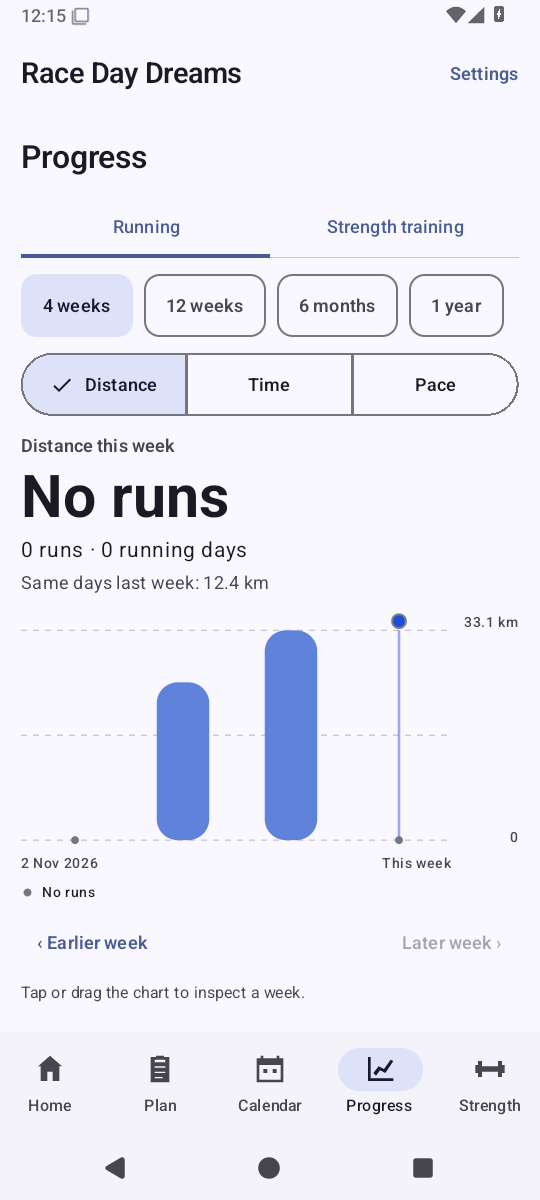 12:15
Race Day Dreams
Settings
Progress
Running
Strength training
4 weeks
12 weeks
6 months
1 year
Distance
Time
Pace
Distance this week
No runs
0 runs · 0 running days
Same days last week: 12.4 km
33.1 km
0
2 Nov 2026
This week
No runs
‹ Earlier week
Later week ›
Tap or drag the chart to inspect a week.
Home
Plan
Calendar
Progress
Strength